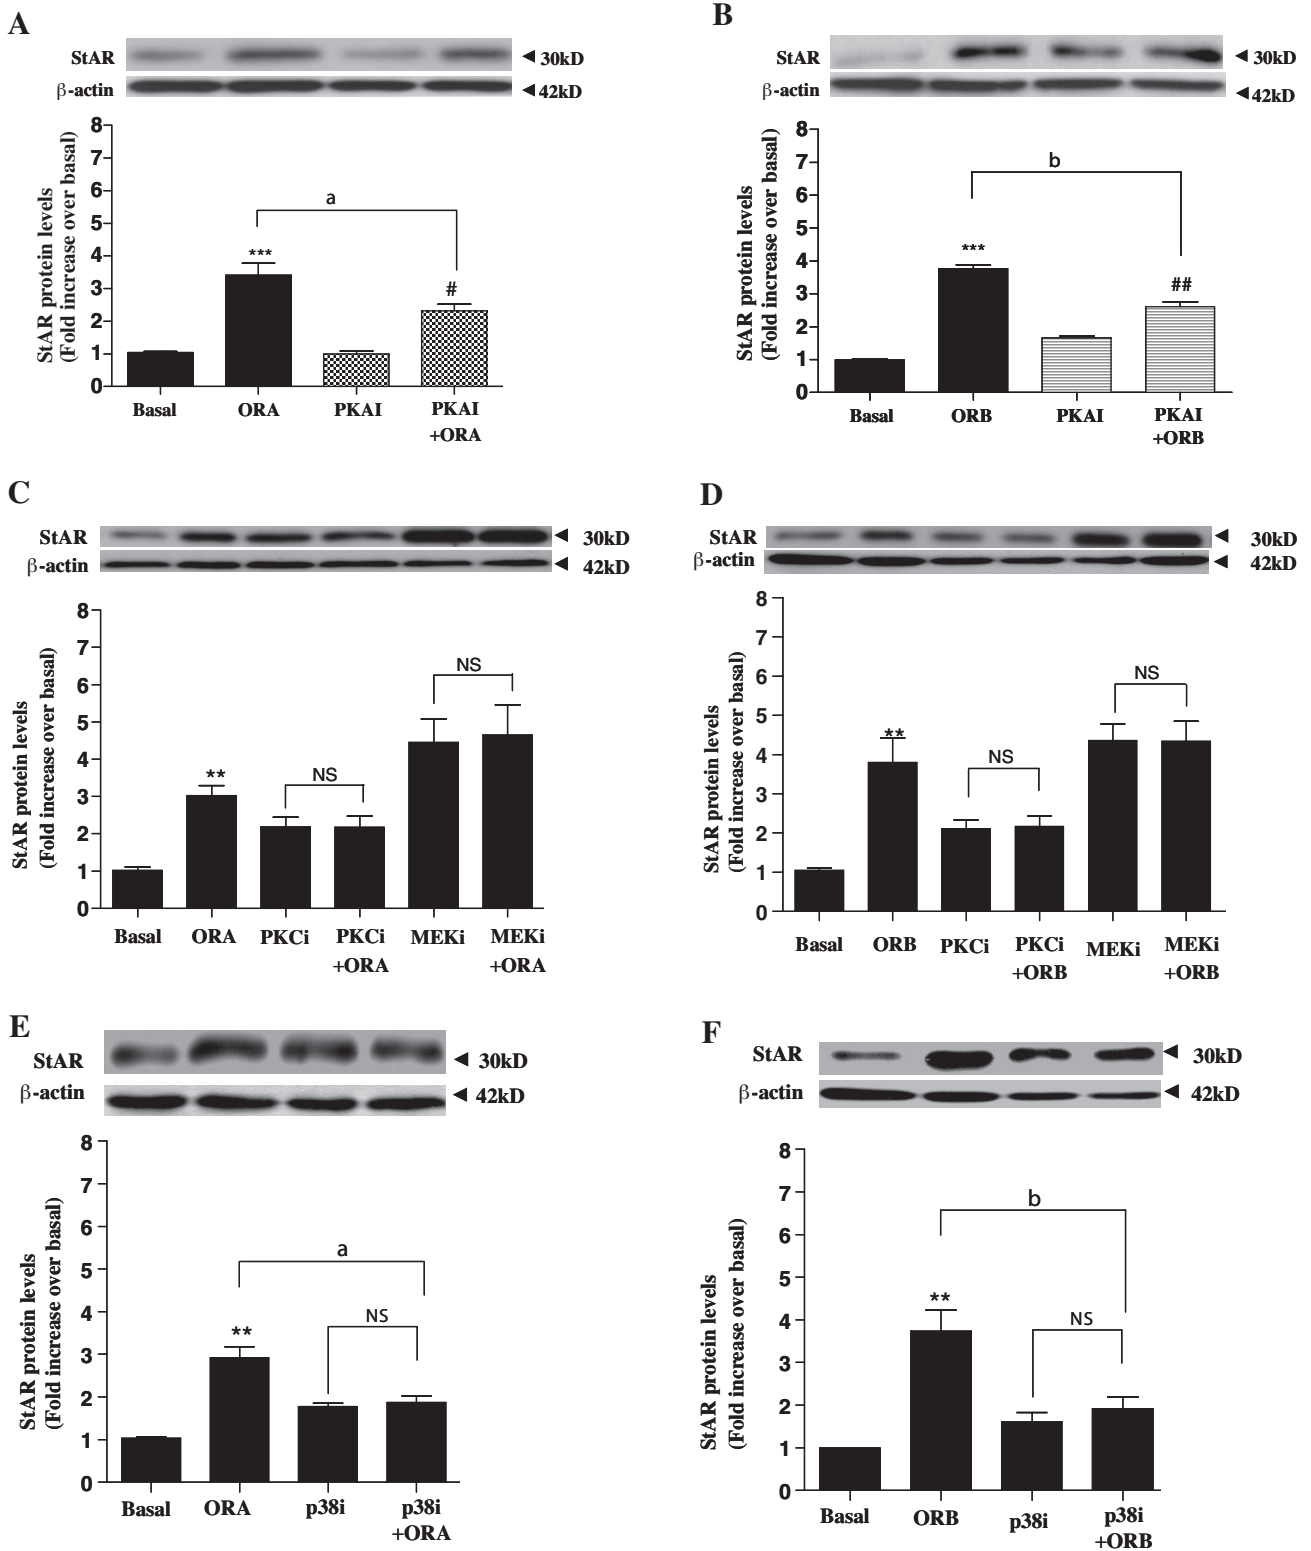 A
StAR
30kD
β-actin
42kD
StAR protein levels
(Fold increase over basal)
8
7
6
5
4
3
2
1
0
a
***
#
Basal
ORA
PKAI
PKAI
+ORA
B
StAR
30kD
β-actin
42kD
StAR protein levels
(Fold increase over basal)
8
7
6
5
4
3
2
1
0
b
***
##
Basal
ORB
PKAI
PKAI
+ORB
C
StAR
30kD
β-actin
42kD
StAR protein levels
(Fold increase over basal)
8
7
6
5
4
3
2
1
0
**
NS
NS
Basal
ORA
PKCi
PKCi
+ORA
MEKi
MEKi
+ORA
D
StAR
30kD
β-actin
42kD
StAR protein levels
(Fold increase over basal)
8
7
6
5
4
3
2
1
0
**
NS
NS
Basal
ORB
PKCi
PKCi
+ORB
MEKi
MEKi
+ORB
E
StAR
30kD
β-actin
42kD
StAR protein levels
(Fold increase over basal)
8
7
6
5
4
3
2
1
0
a
**
NS
Basal
ORA
p38i
p38i
+ORA
F
StAR
30kD
β-actin
42kD
StAR protein levels
(Fold increase over basal)
8
7
6
5
4
3
2
1
0
b
**
NS
Basal
ORB
p38i
p38i
+ORB